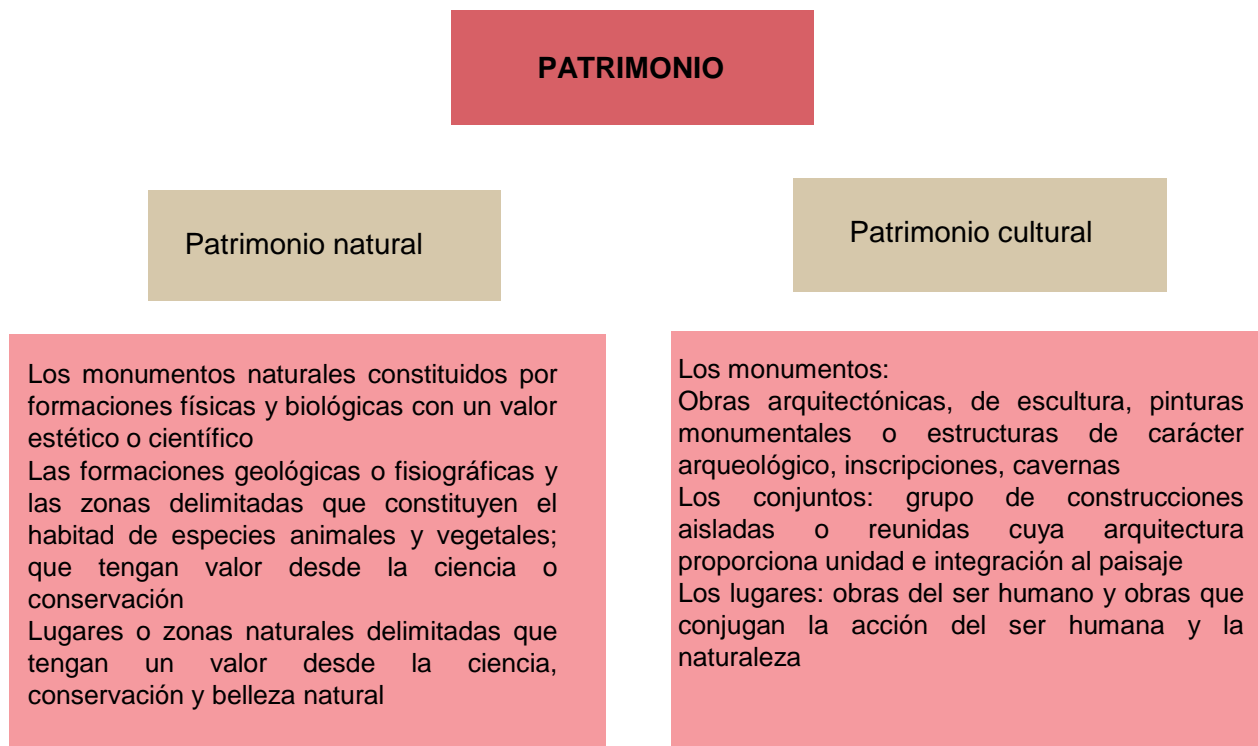 PATRIMONIO
Patrimonio natural
Patrimonio cultural
Los monumentos naturales constituidos por
formaciones físicas y biológicas con un valor
estético o científico
Las formaciones geológicas o fisiográficas y
las zonas delimitadas que constituyen el
habitad de especies animales y vegetales;
que tengan valor desde la ciencia o
conservación
Lugares o zonas naturales delimitadas que
tengan un valor desde la ciencia,
conservación y belleza natural
Los monumentos:
Obras arquitectónicas, de escultura, pinturas
monumentales o estructuras de carácter
arqueológico, inscripciones, cavernas
Los conjuntos: grupo de construcciones
aisladas o reunidas cuya arquitectura
proporciona unidad e integración al paisaje
Los lugares: obras del ser humano y obras que
conjugan la acción del ser humana y la
naturaleza